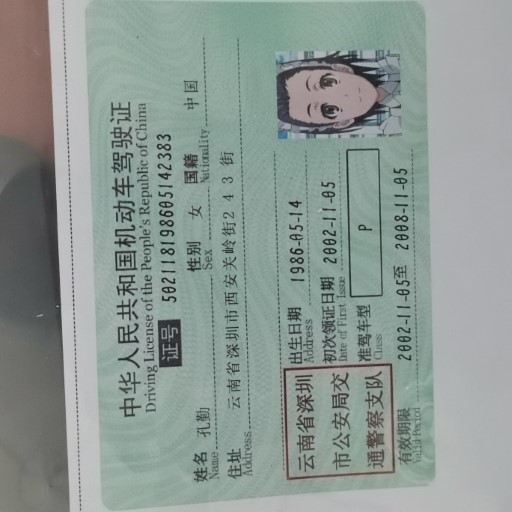 中华人民共和国机动车驾驶证
Driving License of the People's Republic of China
证号 502118198605142383
姓名 孔勤 性别 女 国籍 中国
Name Sex Nationality
住址 云南省深圳市西安关岭街243街
Address
云南省深圳
市公安局交
通警察支队
出生日期 1986-05-14
Address
初次领证日期 2002-11-05
Date of First Issue
准驾车型 P
Class
有效期限 2002-11-05至 2008-11-05
Valid Period